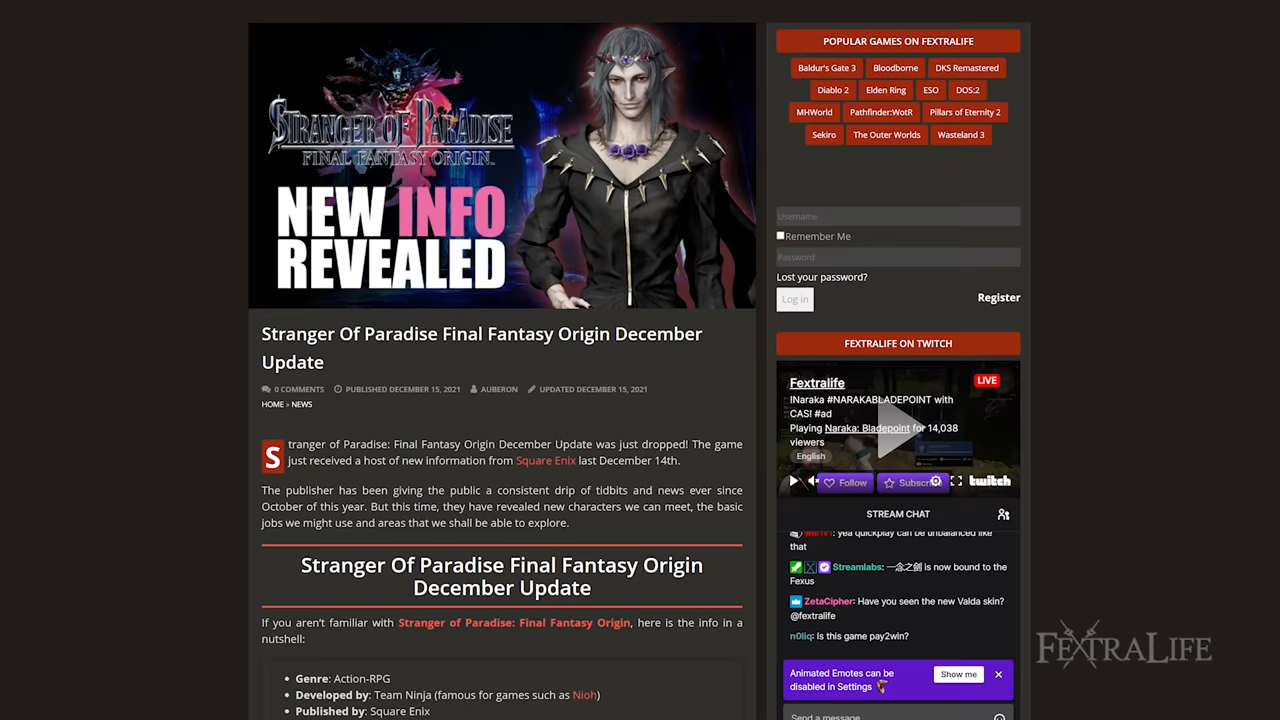 STRANGER OF PARADISE
FINAL FANTASY ORIGIN
NEW INFO
REVEALED
Stranger Of Paradise Final Fantasy Origin December
Update
0 COMMENTS PUBLISHED DECEMBER 15, 2021 AUBERON UPDATED DECEMBER 15, 2021
HOME » NEWS
Stranger of Paradise: Final Fantasy Origin December Update was just dropped! The game
just received a host of new information from Square Enix last December 14th.
The publisher has been giving the public a consistent drip of tidbits and news ever since
October of this year. But this time, they have revealed new characters we can meet, the basic
jobs we might use and areas that we shall be able to explore.
Stranger Of Paradise Final Fantasy Origin
December Update
If you aren't familiar with Stranger of Paradise: Final Fantasy Origin, here is the info in a
nutshell:
• Genre: Action-RPG
• Developed by: Team Ninja (famous for games such as Nioh)
• Published by: Square Enix
POPULAR GAMES ON FEXTRALIFE
Baldur's Gate 3 Bloodborne DKS Remastered
Diablo 2 Elden Ring ESO DOS:2
MHWorld Pathfinder:WotR Pillars of Eternity 2
Sekiro The Outer Worlds Wasteland 3
Username
Remember Me
Password
Lost your password?
Log in Register
FEXTRALIFE ON TWITCH
Fextralife LIVE
!Naraka #NARAKABLADEPOINT with
CAS! #ad
Playing Naraka: Bladepoint for 14,038
viewers
English
Follow Subscribe twitch
STREAM CHAT
yea quickplay can be unbalanced like
that
Streamlabs: 一念之剑 is now bound to the
Fexus
ZetaCipher: Have you seen the new Valda skin?
@fextralife
n0liq: Is this game pay2win?
Animated Emotes can be
disabled in Settings
Show me
Send a message
FEXTRALIFE